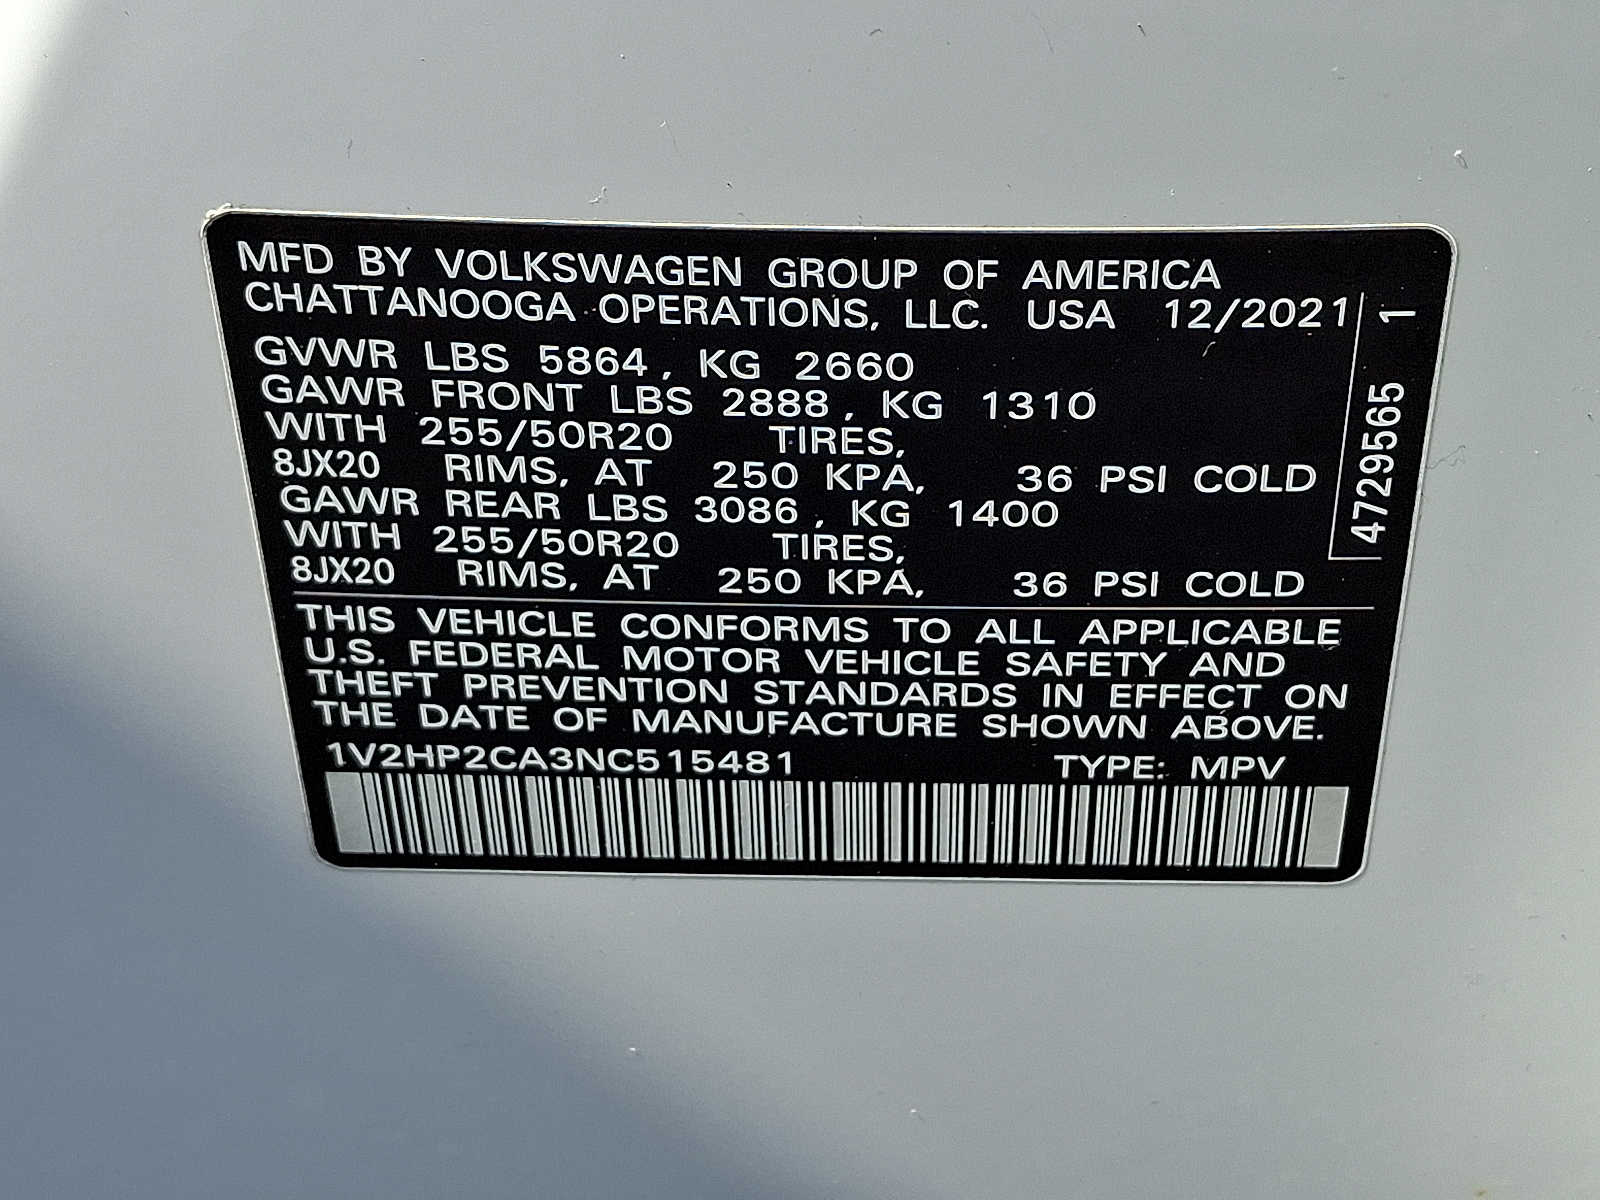 MFD BY VOLKSWAGEN GROUP OF AMERICA
CHATTANOOGA OPERATIONS, LLC. USA 12/2021
GVWR LBS 5864, KG 2660
GAWR FRONT LBS 2888, KG 1310
WITH 255/50R20 TIRES,
8JX20 RIMS, AT 250 KPA, 36 PSI COLD
GAWR REAR LBS 3086, KG 1400
WITH 255/50R20 TIRES,
8JX20 RIMS, AT 250 KPA, 36 PSI COLD
THIS VEHICLE CONFORMS TO ALL APPLICABLE
U.S. FEDERAL MOTOR VEHICLE SAFETY AND
THEFT PREVENTION STANDARDS IN EFFECT ON
THE DATE OF MANUFACTURE SHOWN ABOVE.
1V2HP2CA3NC515481 TYPE: MPV
4729565 1